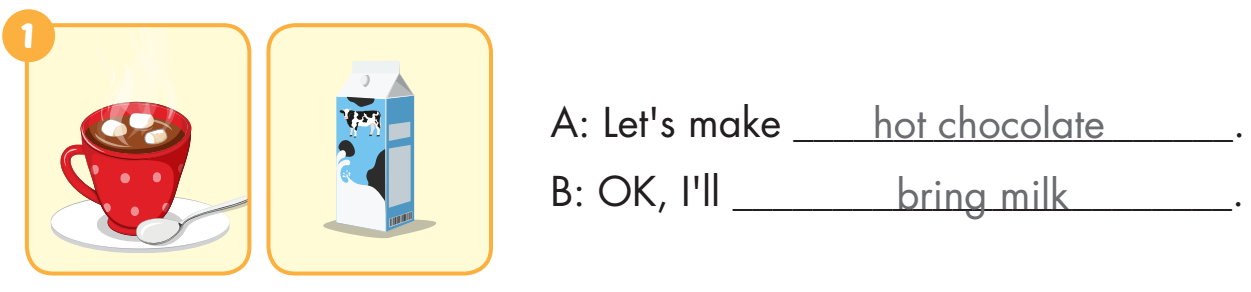 1
A: Let's make hot chocolate.
B: OK, I'll bring milk.